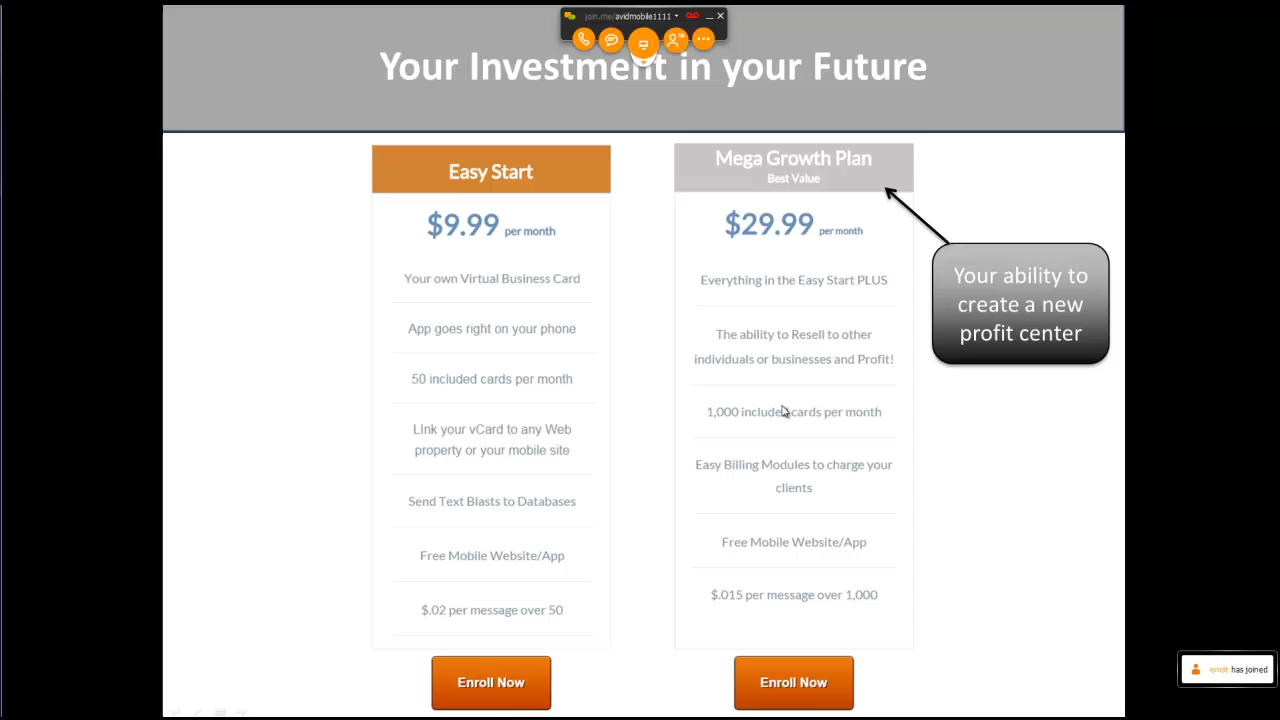 join.me/avidmobile1111
Your Investment in your Future
Easy Start
$9.99 per month
Your own Virtual Business Card
App goes right on your phone
50 included cards per month
LInk your vCard to any Web
property or your mobile site
Send Text Blasts to Databases
Free Mobile Website/App
$.02 per message over 50
Enroll Now
Mega Growth Plan
Best Value
$29.99 per month
Everything in the Easy Start PLUS
The ability to Resell to other
individuals or businesses and Profit!
1,000 included cards per month
Easy Billing Modules to charge your
clients
Free Mobile Website/App
$.015 per message over 1,000
Enroll Now
Your ability to
create a new
profit center
ernst has joined